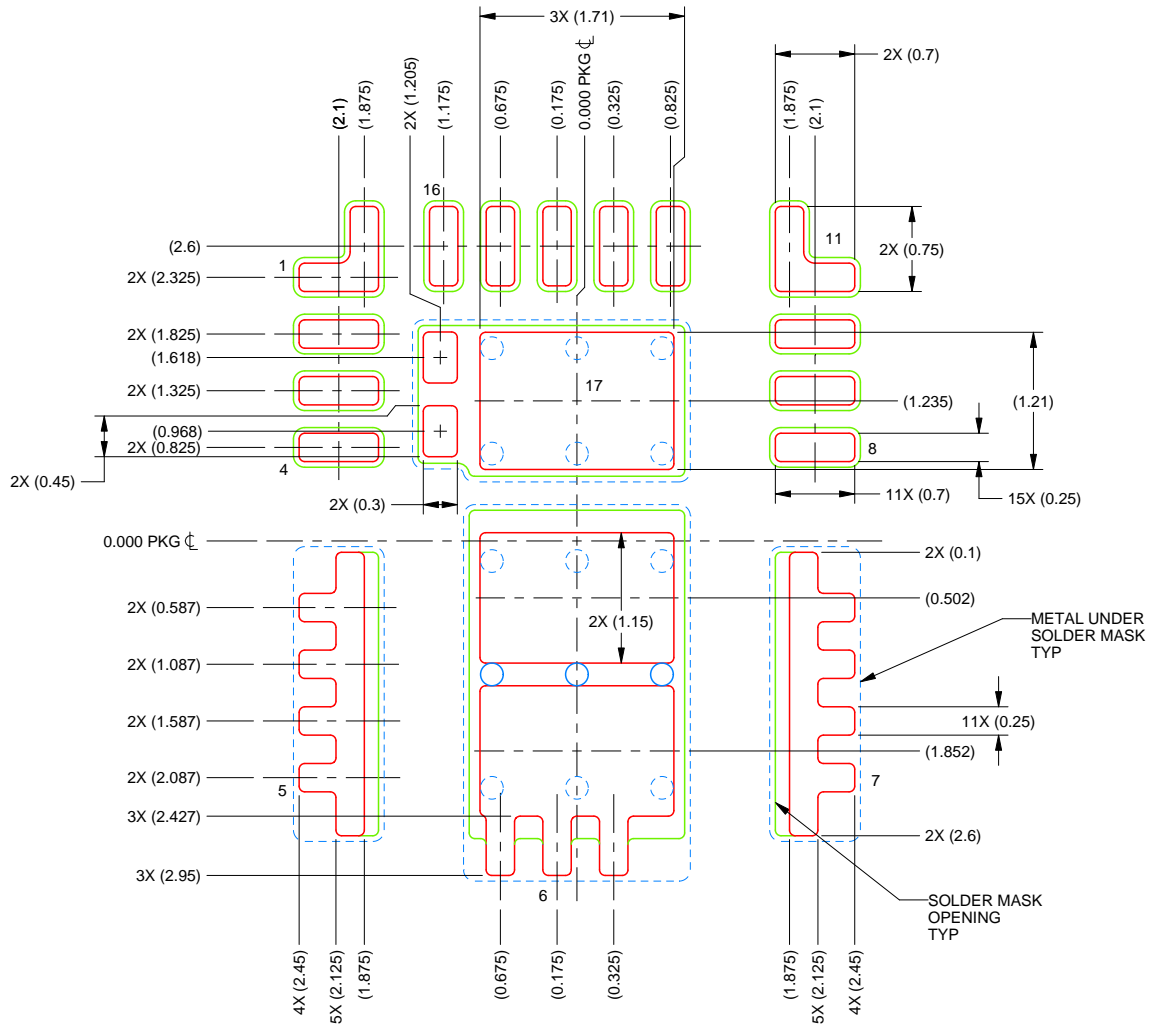 3X (1.71)
2X (0.7)
(2.1)
(1.875)
2X (1.205)
(1.175)
(0.675)
(0.175)
0.000 PKG ℄
(0.325)
(0.825)
(1.875)
(2.1)
16
(2.6)
1
2X (2.325)
11
2X (0.75)
2X (1.825)
(1.618)
2X (1.325)
17
(1.235)
(1.21)
(0.968)
2X (0.825)
4
8
2X (0.45)
2X (0.3)
11X (0.7)
15X (0.25)
0.000 PKG ℄
2X (0.1)
2X (0.587)
(0.502)
2X (1.15)
METAL UNDER
SOLDER MASK
TYP
2X (1.087)
2X (1.587)
11X (0.25)
(1.852)
2X (2.087)
5
7
3X (2.427)
2X (2.6)
3X (2.95)
6
SOLDER MASK
OPENING
TYP
4X (2.45)
5X (2.125)
(1.875)
(0.675)
(0.175)
(0.325)
(1.875)
5X (2.125)
4X (2.45)